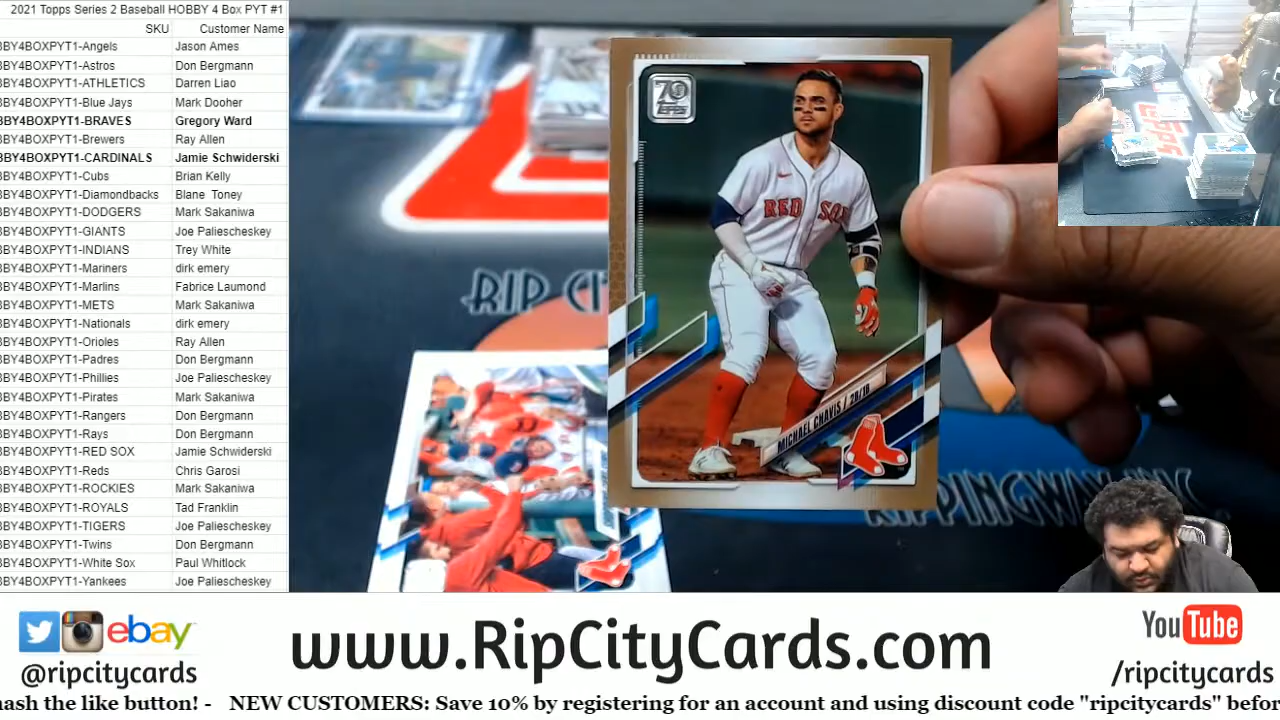 2021 Topps Series 2 Baseball HOBBY 4 Box PYT #1
SKU Customer Name
BBY4BOXPYT1-Angels Jason Ames
BBY4BOXPYT1-Astros Don Bergmann
BBY4BOXPYT1-ATHLETICS Darren Liao
BBY4BOXPYT1-Blue Jays Mark Dooher
BBY4BOXPYT1-BRAVES Gregory Ward
BBY4BOXPYT1-Brewers Ray Allen
BBY4BOXPYT1-CARDINALS Jamie Schwiderski
BBY4BOXPYT1-Cubs Brian Kelly
BBY4BOXPYT1-Diamondbacks Blane Toney
BBY4BOXPYT1-DODGERS Mark Sakaniwa
BBY4BOXPYT1-GIANTS Joe Paliescheskey
BBY4BOXPYT1-INDIANS Trey White
BBY4BOXPYT1-Mariners dirk emery
BBY4BOXPYT1-Marlins Fabrice Laumond
BBY4BOXPYT1-METS Mark Sakaniwa
BBY4BOXPYT1-Nationals dirk emery
BBY4BOXPYT1-Orioles Ray Allen
BBY4BOXPYT1-Padres Don Bergmann
BBY4BOXPYT1-Phillies Joe Paliescheskey
BBY4BOXPYT1-Pirates Mark Sakaniwa
BBY4BOXPYT1-Rangers Don Bergmann
BBY4BOXPYT1-Rays Don Bergmann
BBY4BOXPYT1-RED SOX Jamie Schwiderski
BBY4BOXPYT1-Reds Chris Garosi
BBY4BOXPYT1-ROCKIES Mark Sakaniwa
BBY4BOXPYT1-ROYALS Tad Franklin
BBY4BOXPYT1-TIGERS Joe Paliescheskey
BBY4BOXPYT1-Twins Don Bergmann
BBY4BOXPYT1-White Sox Paul Whitlock
BBY4BOXPYT1-Yankees Joe Paliescheskey
70
Topps
RED SOX
MICHAEL CHAVIS / 2B/1B
RIP CI
RIPPINGWAX, INC.
ebay
www.RipCityCards.com
YouTube
@ripcitycards
/ripcitycards
mash the like button! - NEW CUSTOMERS: Save 10% by registering for an account and using discount code "ripcitycards" befor